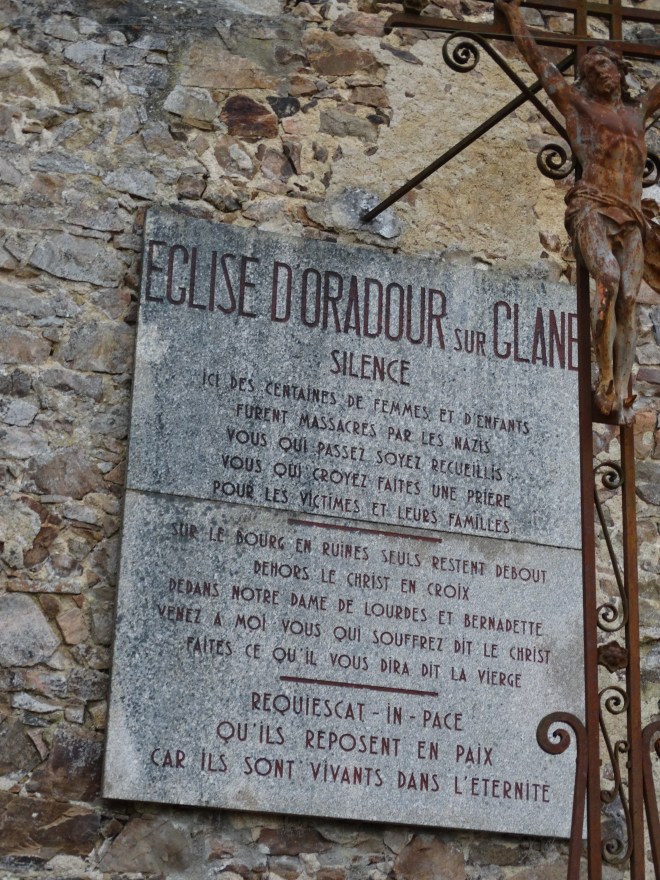 EGLISE D'ORADOUR SUR GLANE
SILENCE
ICI DES CENTAINES DE FEMMES ET D'ENFANTS
FURENT MASSACRES PAR LES NAZIS
VOUS QUI PASSEZ SOYEZ RECUEILLIS
VOUS QUI CROYEZ FAITES UNE PRIERE
POUR LES VICTIMES ET LEURS FAMILLES
SUR LE BOURG EN RUINES SEULS RESTENT DEBOUT
DEHORS LE CHRIST EN CROIX
DEDANS NOTRE DAME DE LOURDES ET BERNADETTE
VENEZ A MOI VOUS QUI SOUFFREZ DIT LE CHRIST
FAITES CE QU'IL VOUS DIRA DIT LA VIERGE
REQUIESCAT-IN-PACE
QU'ILS REPOSENT EN PAIX
CAR ILS SONT VIVANTS DANS L'ETERNITE